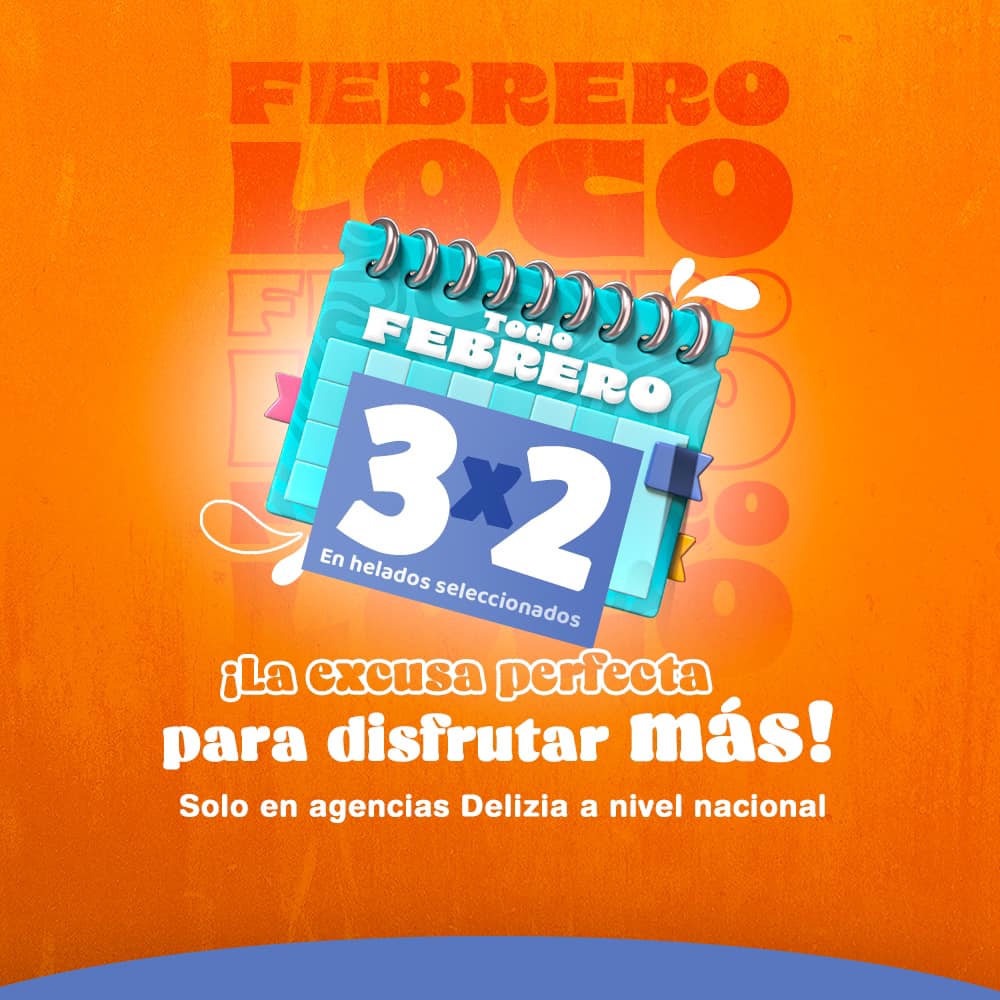 FEBRERO
LOCO
Todo
FEBRERO
3x2
En helados seleccionados
¡La excusa perfecta
para disfrutar más!
Solo en agencias Delizia a nivel nacional